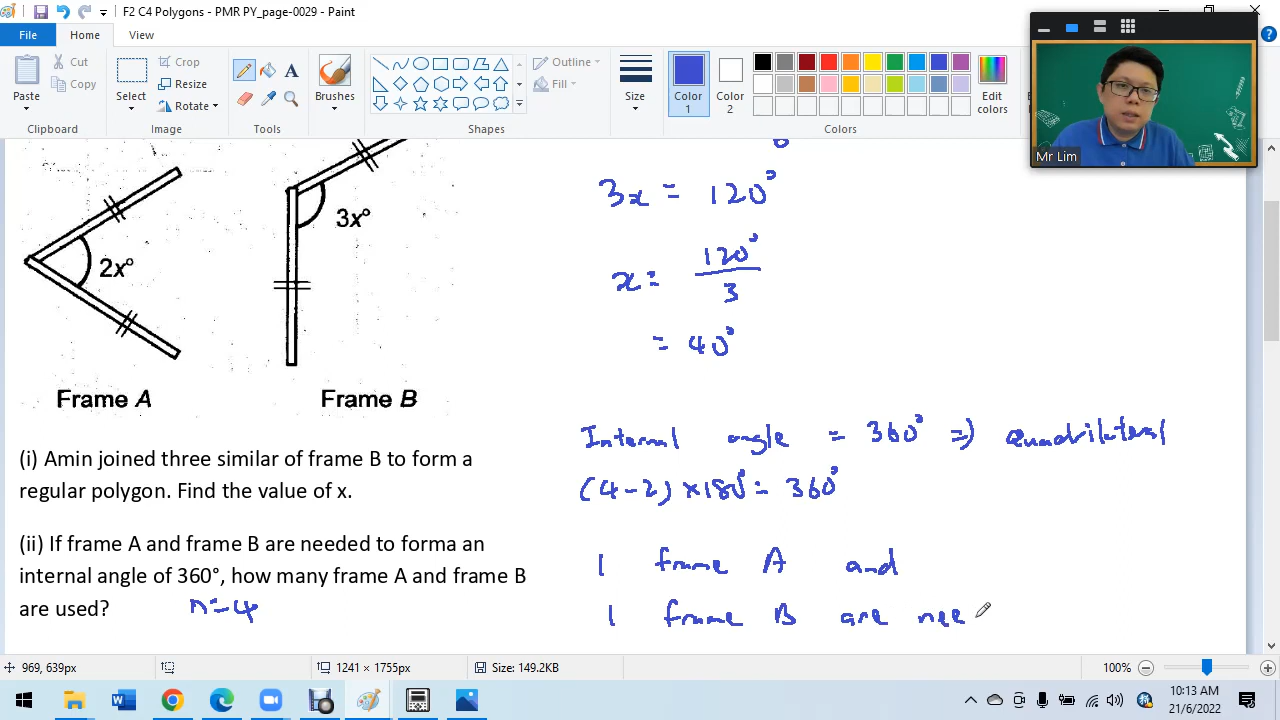 F2 C4 Polygons - PMR PY_page-0029 - Paint
File Home View
Paste Cut Copy Clipboard
Select Crop Resize Rotate Image
A Tools
Brushes
Shapes Outline Fill
Size
Color 1 Color 2 Edit colors Colors
Mr Lim
2x°
Frame A
3x°
Frame B
(i) Amin joined three similar of frame B to form a
regular polygon. Find the value of x.
(ii) If frame A and frame B are needed to forma an
internal angle of 360°, how many frame A and frame B
are used? n=4
6
3x = 120°
x = 120°
3
= 40°
Internal angle = 360° => quadrilateral
(4-2) ×180° = 360°
1 frame A and
1 frame B are nee
969, 639px 1241 × 1755px Size: 149.2KB 100%
W
10:13 AM
21/6/2022